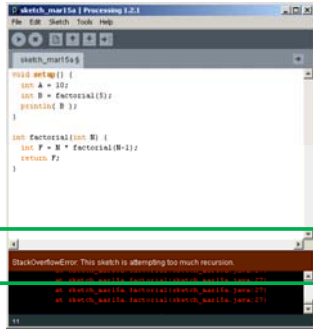 sketch_mar15a | Processing 1.2.1
File Edit Sketch Tools Help
sketch_mar15a §
void setup() {
int A = 10;
int B = factorial(5);
println( B );
}
int factorial(int N) {
int F = N * factorial(N-1);
return F;
}
StackOverflowError: This sketch is attempting too much recursion.
at sketch_mar15a.factorial(sketch_mar15a.java:27)
at sketch_mar15a.factorial(sketch_mar15a.java:27)
at sketch_mar15a.factorial(sketch_mar15a.java:27)
at sketch_mar15a.factorial(sketch_mar15a.java:27)
11